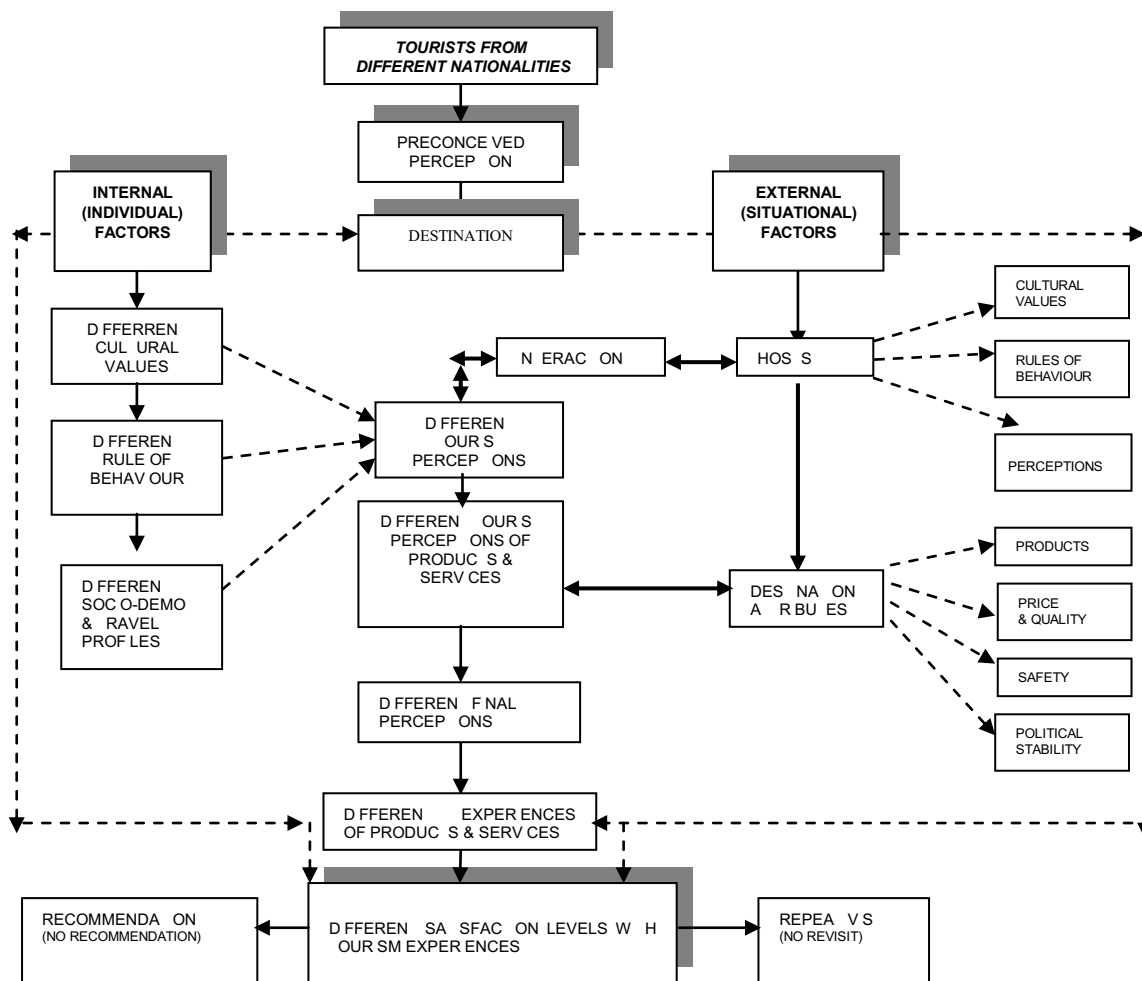 TOURISTS FROM
DIFFERENT NATIONALITIES
PRECONCE VED
PERCEP ON
INTERNAL
(INDIVIDUAL)
FACTORS
DESTINATION
EXTERNAL
(SITUATIONAL)
FACTORS
D FFERREN
CUL URAL
VALUES
D FFEREN
RULE OF
BEHAV OUR
D FFEREN
SOC O-DEMO
& RAVEL
PROF LES
N ERAC ON
HOS S
CULTURAL
VALUES
RULES OF
BEHAVIOUR
PERCEPTIONS
D FFEREN
OUR S
PERCEP ONS
D FFEREN OUR S
PERCEP ONS OF
PRODUC S &
SERV CES
DES NA ON
A R BU ES
PRODUCTS
PRICE
& QUALITY
SAFETY
POLITICAL
STABILITY
D FFEREN F NAL
PERCEP ONS
D FFEREN EXPER ENCES
OF PRODUC S & SERV CES
RECOMMENDA ON
(NO RECOMMENDATION)
D FFEREN SA SFAC ON LEVELS W H
OUR SM EXPER ENCES
REPEA V S
(NO REVISIT)